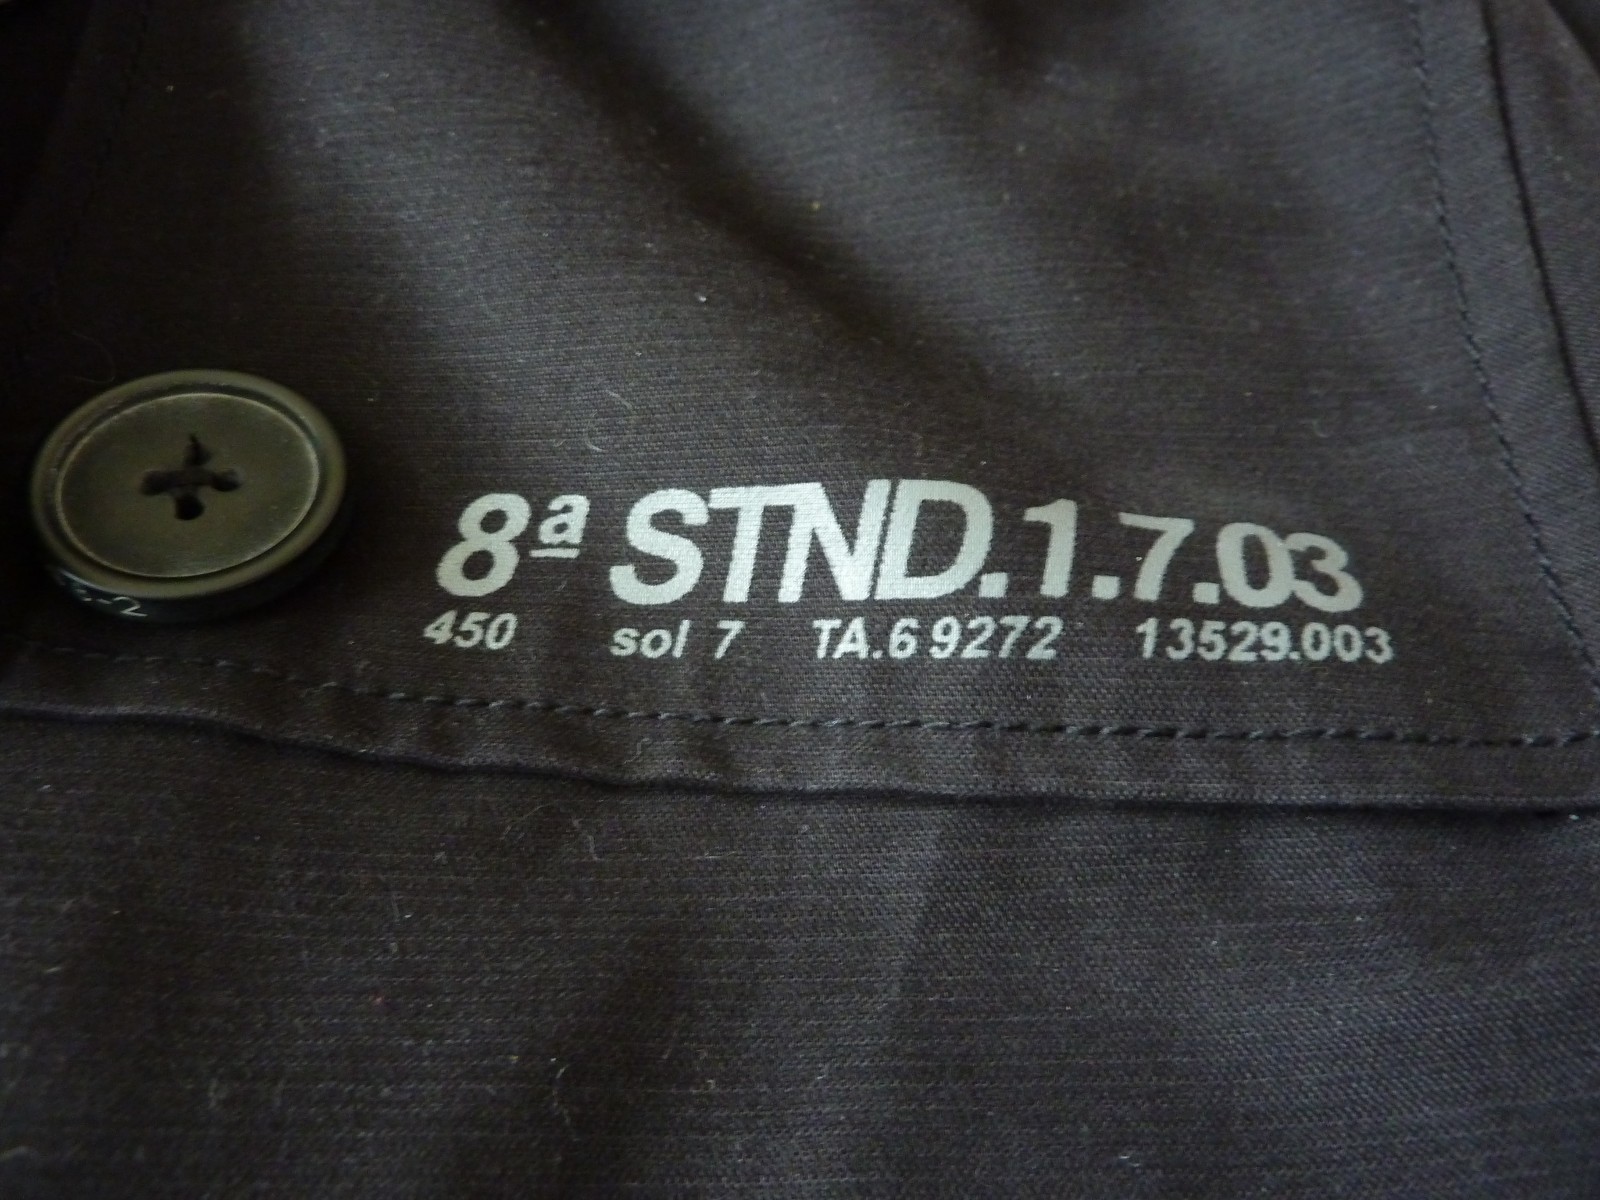 8ª STND.1.7.03
450 sol 7 TA.6 9272 13529.003